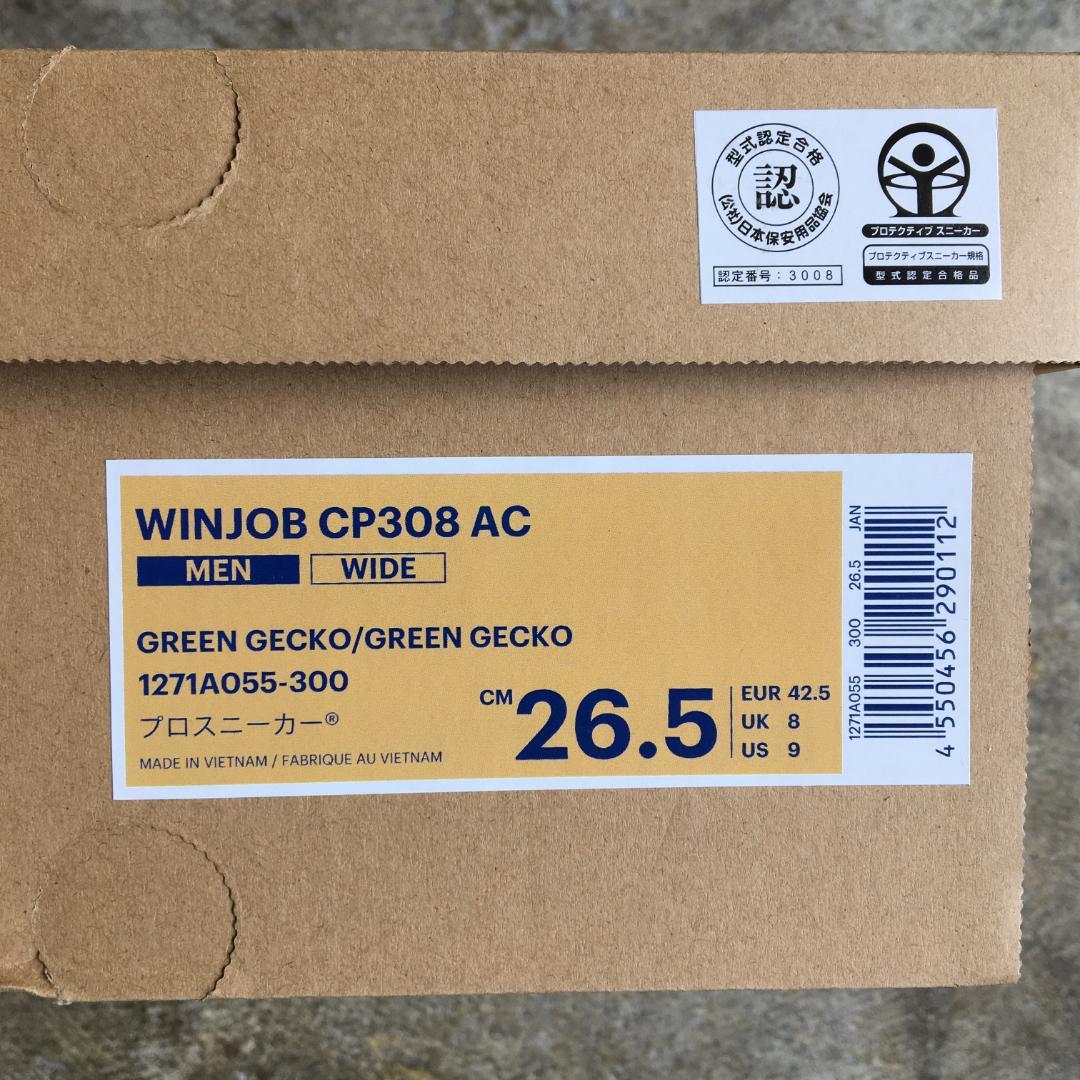 型式認定合格
認
(公社)日本保安用品協会
認定番号：3008
プロテクティブ スニーカー
プロテクティブスニーカー規格
型式認定合格品
WINJOB CP308 AC
MEN WIDE
GREEN GECKO/GREEN GECKO
1271A055-300
プロスニーカー®
MADE IN VIETNAM / FABRIQUE AU VIETNAM
CM 26.5
EUR 42.5
UK 8
US 9
1271A055 300 26.5 JAN
4 550456 290112